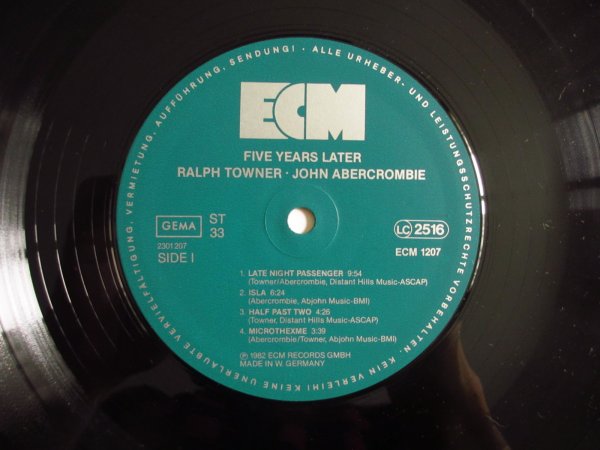 ALLE URHEBER- UND LEISTUNGSSCHUTZRECHTE VORBEHALTEN. KEIN VERLEIH! KEINE UNERLAUBTE VERVIELFÄLTIGUNG, VERMIETUNG, AUFFÜHRUNG, SENDUNG! ·
ECM
FIVE YEARS LATER
RALPH TOWNER · JOHN ABERCROMBIE
GEMA
ST
33
LC 2516
2301 207
SIDE I
ECM 1207
1. LATE NIGHT PASSENGER 9:54
(Towner/Abercrombie, Distant Hills Music-ASCAP)
2. ISLA 6:24
(Abercrombie, Abjohn Music-BMI)
3. HALF PAST TWO 4:26
(Towner, Distant Hills Music-ASCAP)
4. MICROTHEXME 3:39
(Abercrombie/Towner, Abjohn Music-BMI)
℗ 1982 ECM RECORDS GMBH
MADE IN W. GERMANY